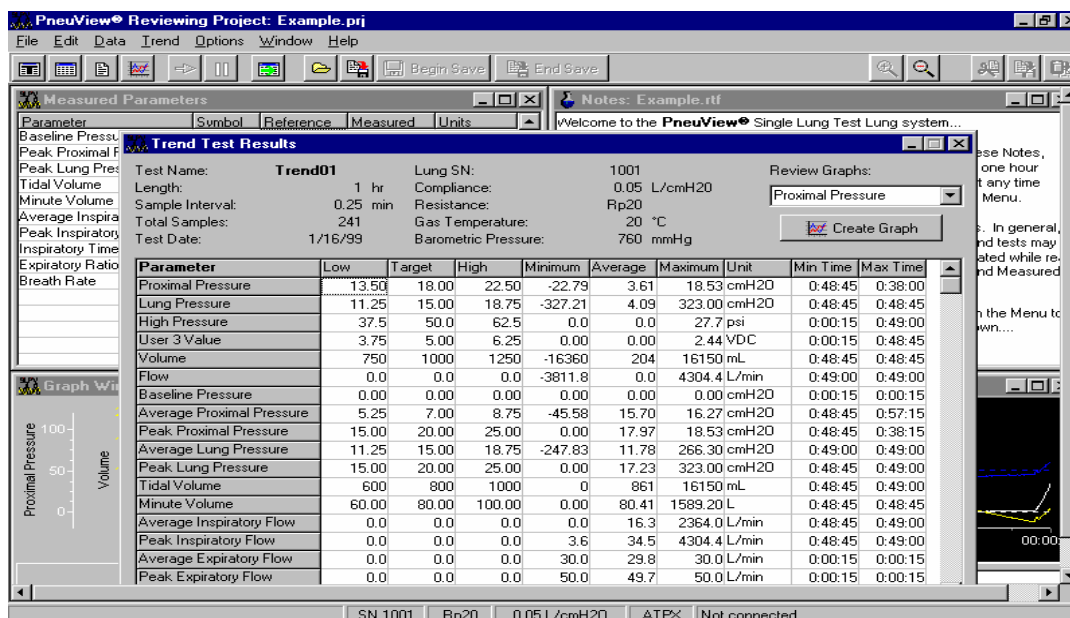 PneuView® Reviewing Project: Example.prj
File Edit Data Trend Options Window Help
Begin Save End Save
Measured Parameters
Parameter Symbol Reference Measured Units
Baseline Pressu
Peak Proximal F
Peak Lung Pres
Tidal Volume
Minute Volume
Average Inspira
Peak Inspiratory
Inspiratory Time
Expiratory Ratio
Breath Rate
Notes: Example.rtf
Welcome to the PneuView® Single Lung Test Lung system...
ese Notes,
one hour
t any time
Menu.
s. In general,
nd tests may
ated while re
nd Measured
n the Menu to
wn....
Trend Test Results
Test Name: Trend01 Lung SN: 1001 Review Graphs:
Length: 1 hr Compliance: 0.05 L/cmH2O
Proximal Pressure
Sample Interval: 0.25 min Resistance: Rp20
Total Samples: 241 Gas Temperature: 20 °C
Create Graph
Test Date: 1/16/99 Barometric Pressure: 760 mmHg
Parameter Low Target High Minimum Average Maximum Unit Min Time Max Time
Proximal Pressure 13.50 18.00 22.50 -22.79 3.61 18.53 cmH2O 0:48:45 0:38:00
Lung Pressure 11.25 15.00 18.75 -327.21 4.09 323.00 cmH2O 0:48:45 0:48:45
High Pressure 37.5 50.0 62.5 0.0 0.0 27.7 psi 0:00:15 0:49:00
User 3 Value 3.75 5.00 6.25 0.00 0.00 2.44 VDC 0:00:15 0:48:45
Volume 750 1000 1250 -16360 204 16150 mL 0:48:45 0:48:45
Flow 0.0 0.0 0.0 -3811.8 0.0 4304.4 L/min 0:49:00 0:49:00
Baseline Pressure 0.00 0.00 0.00 0.00 0.00 0.00 cmH2O 0:00:15 0:00:15
Average Proximal Pressure 5.25 7.00 8.75 -45.58 15.70 16.27 cmH2O 0:48:45 0:57:15
Peak Proximal Pressure 15.00 20.00 25.00 0.00 17.97 18.53 cmH2O 0:48:45 0:38:15
Average Lung Pressure 11.25 15.00 18.75 -247.83 11.78 266.30 cmH2O 0:49:00 0:49:00
Peak Lung Pressure 15.00 20.00 25.00 0.00 17.23 323.00 cmH2O 0:48:45 0:49:00
Tidal Volume 600 800 1000 0 861 16150 mL 0:48:45 0:48:45
Minute Volume 60.00 80.00 100.00 0.00 80.41 1589.20 L 0:48:45 0:48:45
Average Inspiratory Flow 0.0 0.0 0.0 0.0 16.3 2364.0 L/min 0:48:45 0:49:00
Peak Inspiratory Flow 0.0 0.0 0.0 3.6 34.5 4304.4 L/min 0:48:45 0:49:00
Average Expiratory Flow 0.0 0.0 0.0 30.0 29.8 30.0 L/min 0:00:15 0:00:15
Peak Expiratory Flow 0.0 0.0 0.0 50.0 49.7 50.0 L/min 0:00:15 0:00:15
Graph Wi
Proximal Pressure
100
50
0
Volume
00:00:
SN 1001 Rp20 0.05 L/cmH2O ATPX Not connected